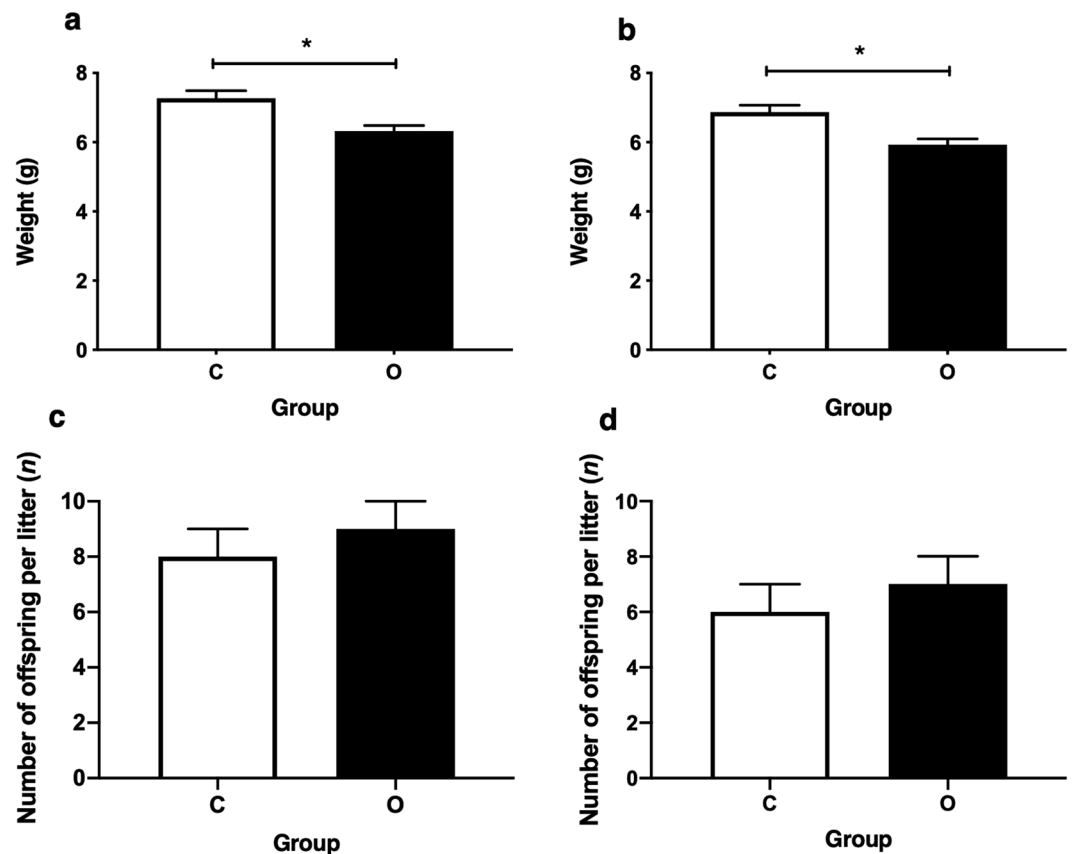 a
*
8
6
4
2
0
Weight (g)
C
O
Group
b
*
8
6
4
2
0
Weight (g)
C
O
Group
c
10
8
6
4
2
0
Number of offspring per litter (n)
C
O
Group
d
10
8
6
4
2
0
Number of offspring per litter (n)
C
O
Group